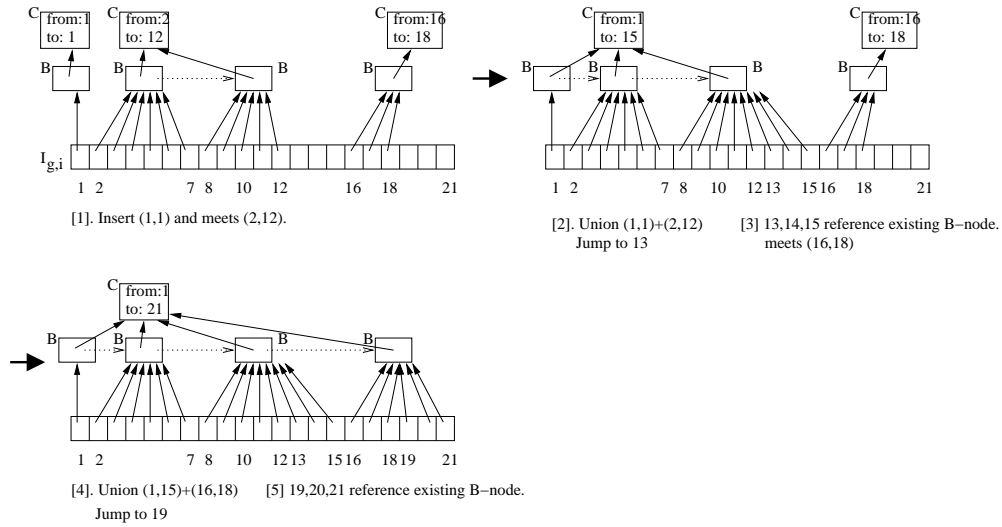 C from:1 to: 1
C from:2 to: 12
C from:16 to: 18
B B B B
I g,i
1 2 7 8 10 12 16 18 21
[1]. Insert (1,1) and meets (2,12).
C from:1 to: 15
C from:16 to: 18
B B B B
1 2 7 8 10 12 13 15 16 18 21
[2]. Union (1,1)+(2,12)
Jump to 13
[3] 13,14,15 reference existing B−node.
meets (16,18)
C from:1 to: 21
B B B B
1 2 7 8 10 12 13 15 16 18 19 21
[4]. Union (1,15)+(16,18)
Jump to 19
[5] 19,20,21 reference existing B−node.